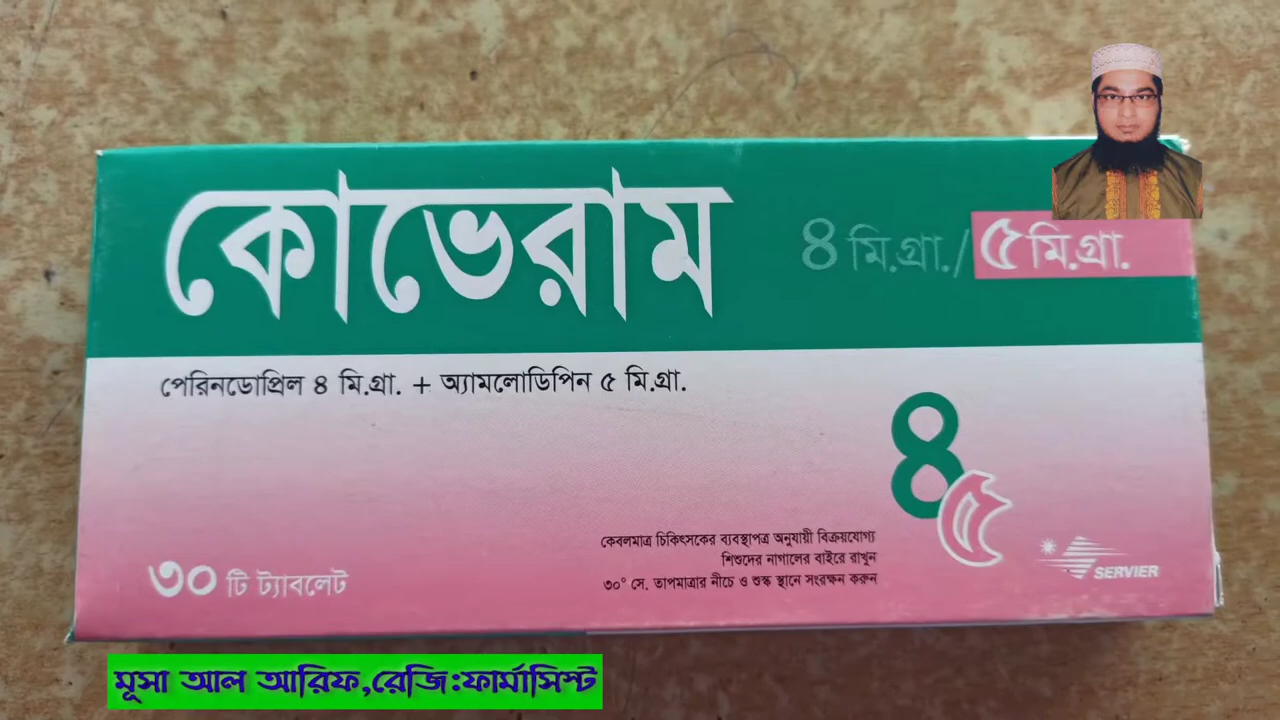 কোভেরাম ৪ মি.গ্রা./৫ মি.গ্রা.
পেরিনডোপ্রিল ৪ মি.গ্রা. + অ্যামলোডিপিন ৫ মি.গ্রা.
৪
৫
কেবলমাত্র চিকিৎসকের ব্যবস্থাপত্র অনুযায়ী বিক্রয়যোগ্য
শিশুদের নাগালের বাইরে রাখুন
৩০° সে. তাপমাত্রার নীচে ও শুষ্ক স্থানে সংরক্ষন করুন
৩০ টি ট্যাবলেট
SERVIER
মূসা আল আরিফ,রেজি:ফার্মাসিস্ট